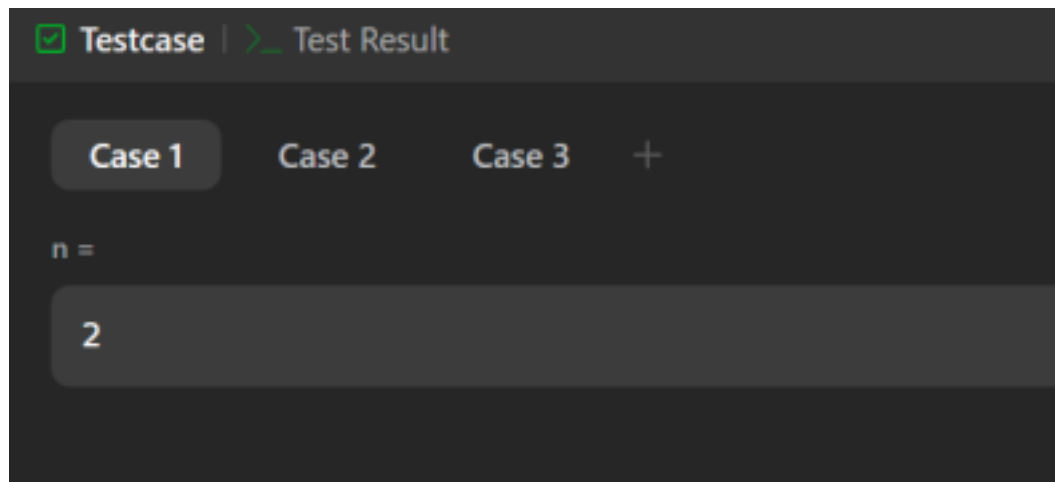 Testcase | >_ Test Result
Case 1 Case 2 Case 3 +
n =
2